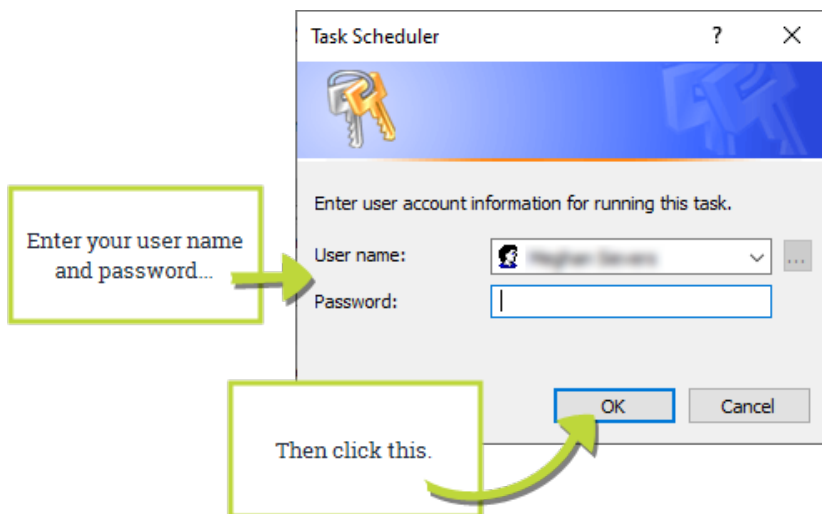 Task Scheduler
?
Enter user account information for running this task.
Enter your user name
and password...
User name:
...
Password:
OK
Cancel
Then click this.